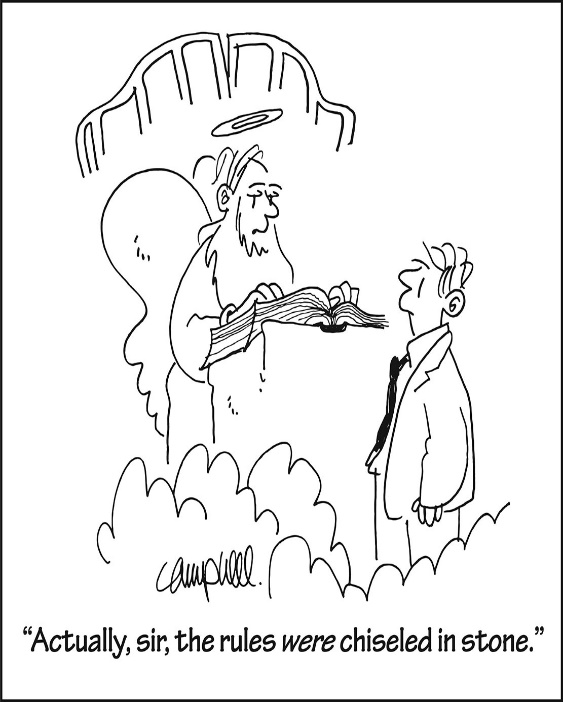 Campbell.
“Actually, sir, the rules were chiseled in stone.”